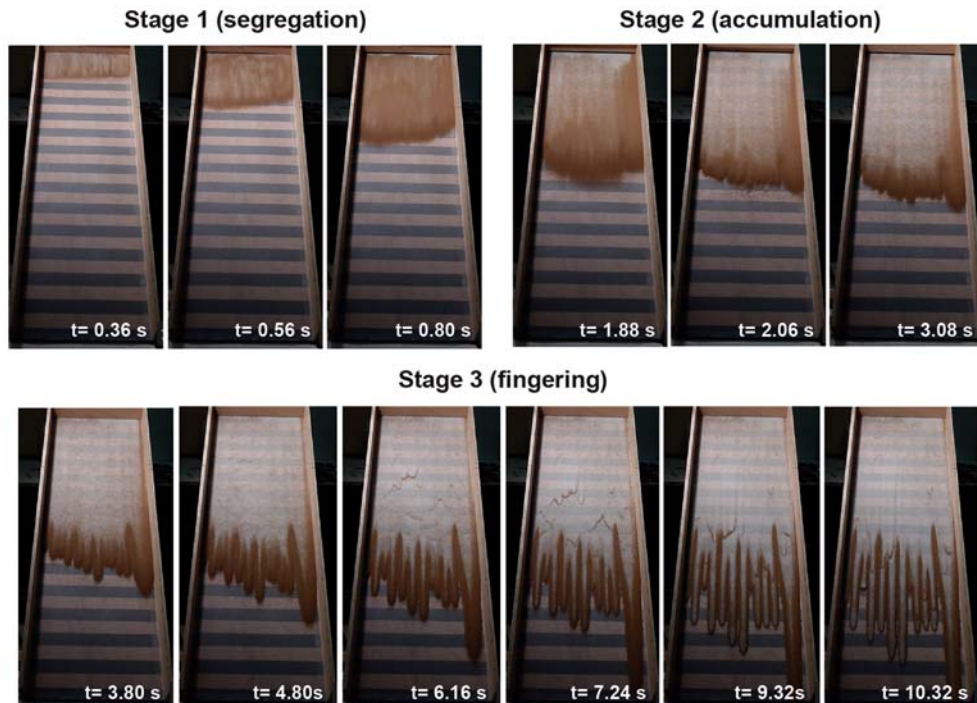 Stage 1 (segregation)
Stage 2 (accumulation)
t= 0.36 s
t= 0.56 s
t= 0.80 s
t= 1.88 s
t= 2.06 s
t= 3.08 s
Stage 3 (fingering)
t= 3.80 s
t= 4.80s
t= 6.16 s
t= 7.24 s
t= 9.32 s
t= 10.32 s